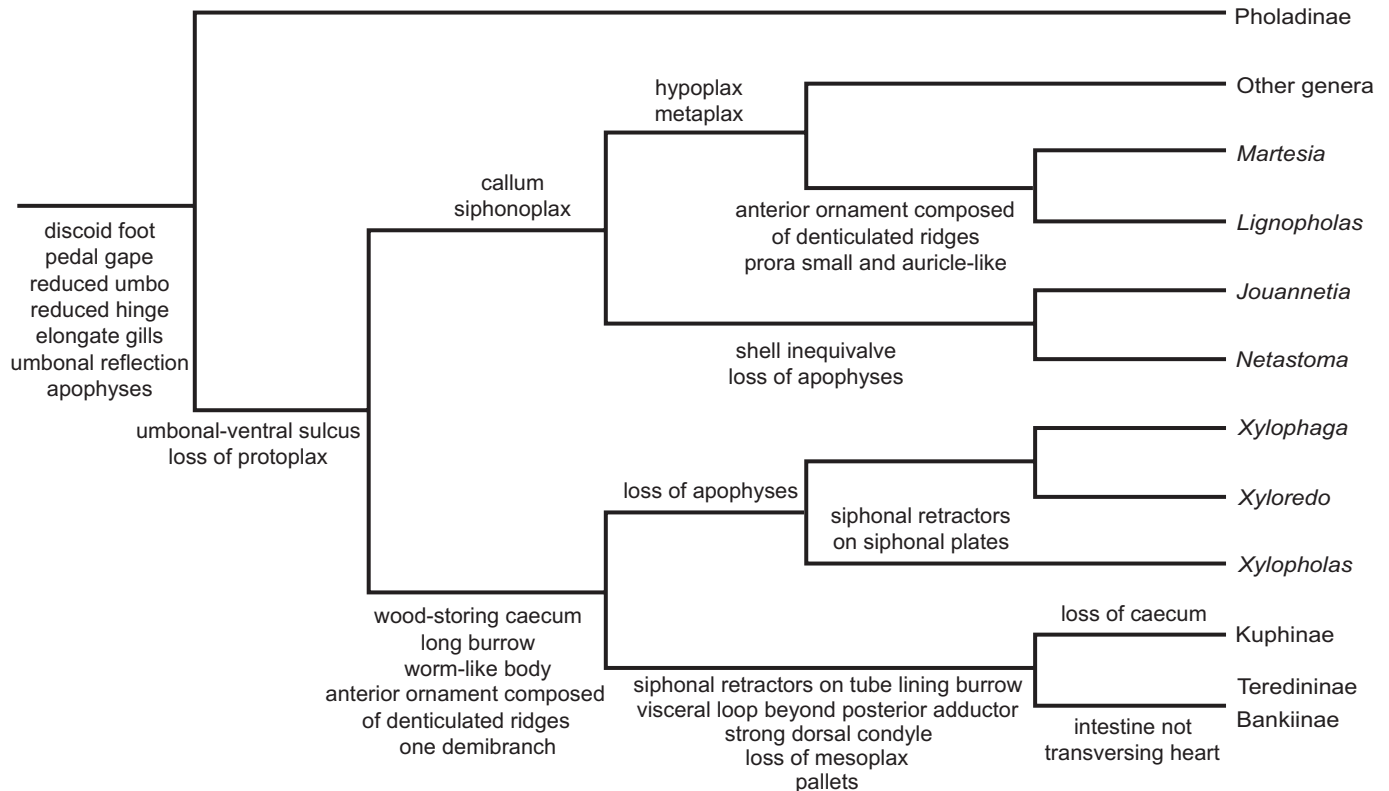 Pholadinae
hypoplax
metaplax
Other genera
Martesia
callum
siphonoplax
anterior ornament composed
of denticulated ridges
prora small and auricle-like
Lignopholas
discoid foot
pedal gape
reduced umbo
reduced hinge
elongate gills
umbonal reflection
apophyses
Jouannetia
shell inequivalve
loss of apophyses
Netastoma
umbonal-ventral sulcus
loss of protoplax
Xylophaga
loss of apophyses
Xyloredo
siphonal retractors
on siphonal plates
Xylopholas
wood-storing caecum
long burrow
worm-like body
anterior ornament composed
of denticulated ridges
one demibranch
loss of caecum
Kuphinae
siphonal retractors on tube lining burrow
visceral loop beyond posterior adductor
strong dorsal condyle
loss of mesoplax
pallets
Teredininae
Bankiinae
intestine not
transversing heart